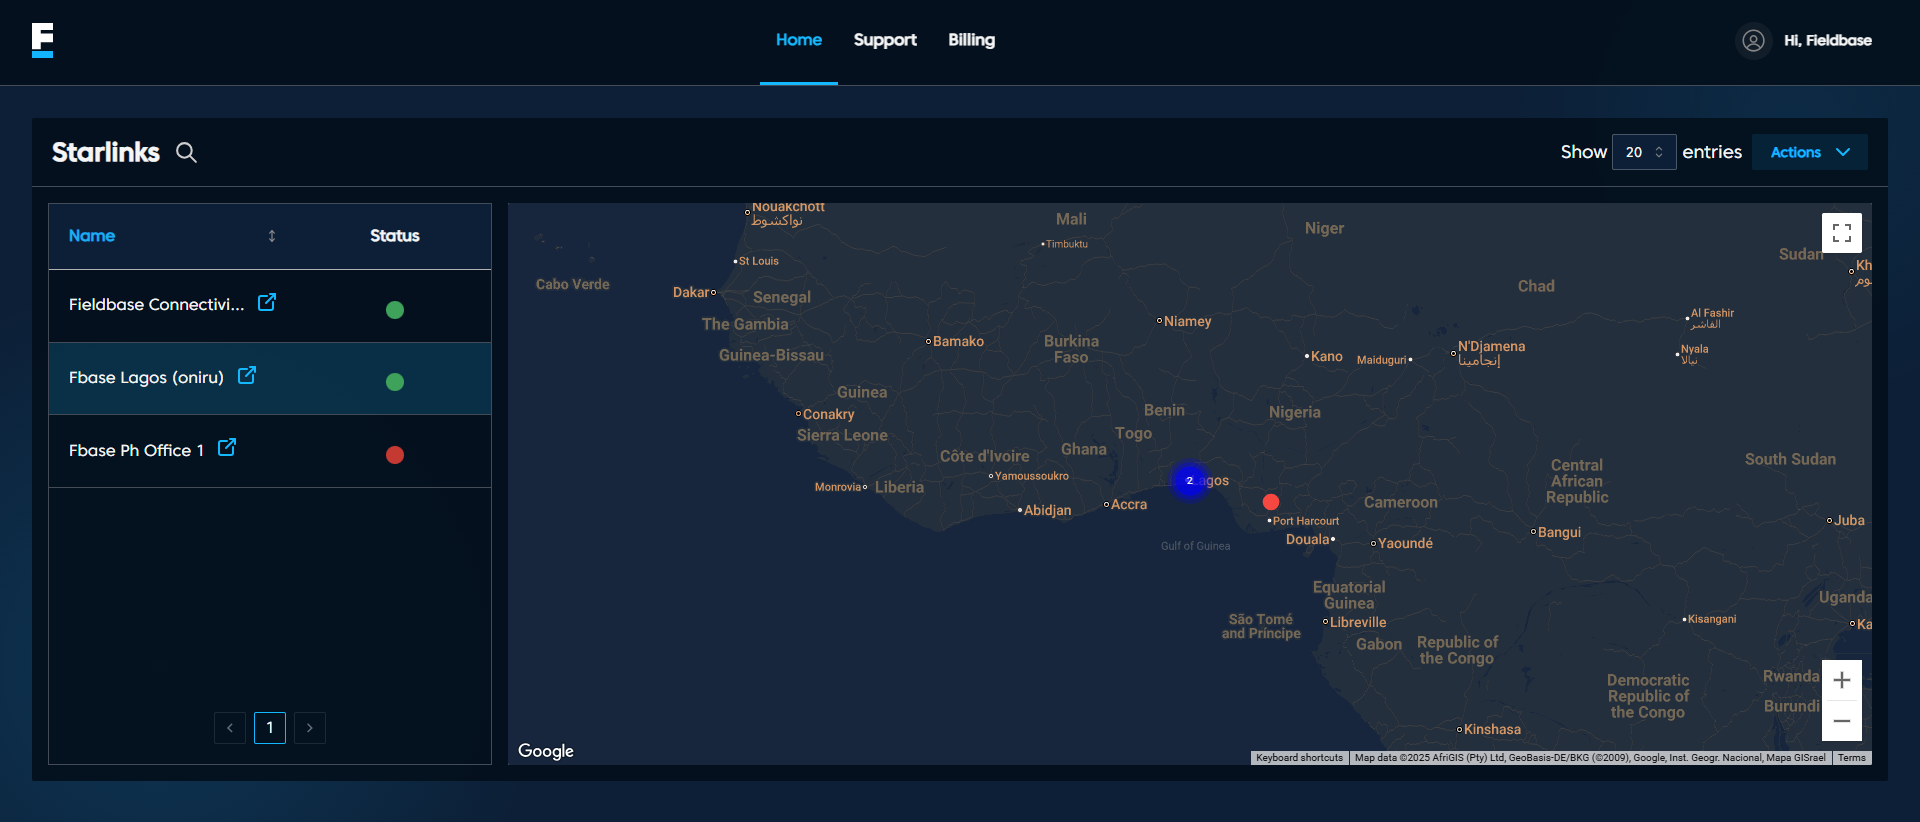 F
Home
Support
Billing
Hi, Fieldbase
Starlinks
Show
20
entries
Actions
Name
Status
Fieldbase Connectivi...
Fbase Lagos (oniru)
Fbase Ph Office 1
1
Nouakchott
نواكشوط
Mali
Niger
Timbuktu
Sudan
St Louis
Cabo Verde
Dakar
Senegal
Chad
The Gambia
Niamey
Al Fashir
الفاشر
Guinea-Bissau
Bamako
Burkina
Faso
Kano
Maiduguri
N'Djamena
إنجامينا
Nyala
نيالا
Guinea
Conakry
Benin
Nigeria
Sierra Leone
Togo
Côte d'Ivoire
Ghana
Central
African
Republic
South Sudan
Yamoussoukro
Monrovia
Liberia
2
Lagos
Abidjan
Accra
Cameroon
Port Harcourt
Juba
Gulf of Guinea
Douala
Yaoundé
Bangui
Equatorial
Guinea
São Tomé
and Príncipe
Libreville
Gabon
Republic of
the Congo
Uganda
Kisangani
Ka
Democratic
Republic of
the Congo
Rwanda
Burundi
Kinshasa
Google
Keyboard shortcuts
Map data ©2025 AfriGIS (Pty) Ltd, GeoBasis-DE/BKG (©2009), Google, Inst. Geogr. Nacional, Mapa GISrael
Terms